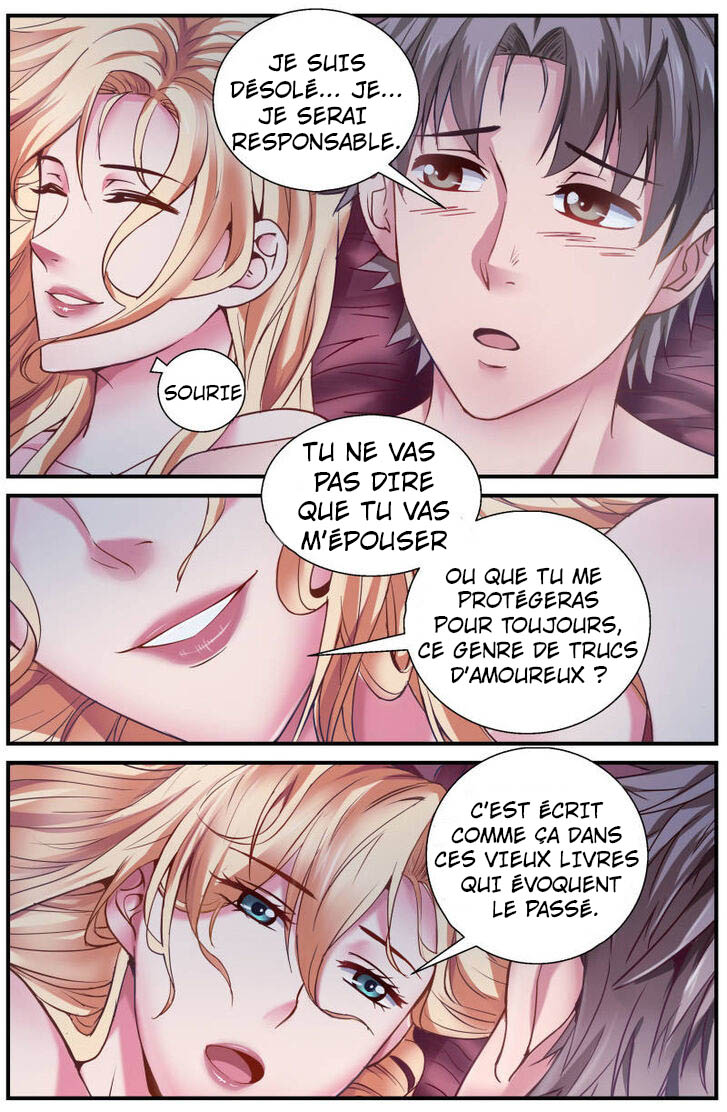 JE SUIS
DÉSOLÉ... JE...
JE SERAI
RESPONSABLE.
SOURIE
TU NE VAS
PAS DIRE
QUE TU VAS
M'ÉPOUSER
OU QUE TU ME
PROTÉGERAS
POUR TOUJOURS,
CE GENRE DE TRUCS
D'AMOUREUX ?
C'EST ÉCRIT
COMME ÇA DANS
CES VIEUX LIVRES
QUI ÉVOQUENT
LE PASSÉ.